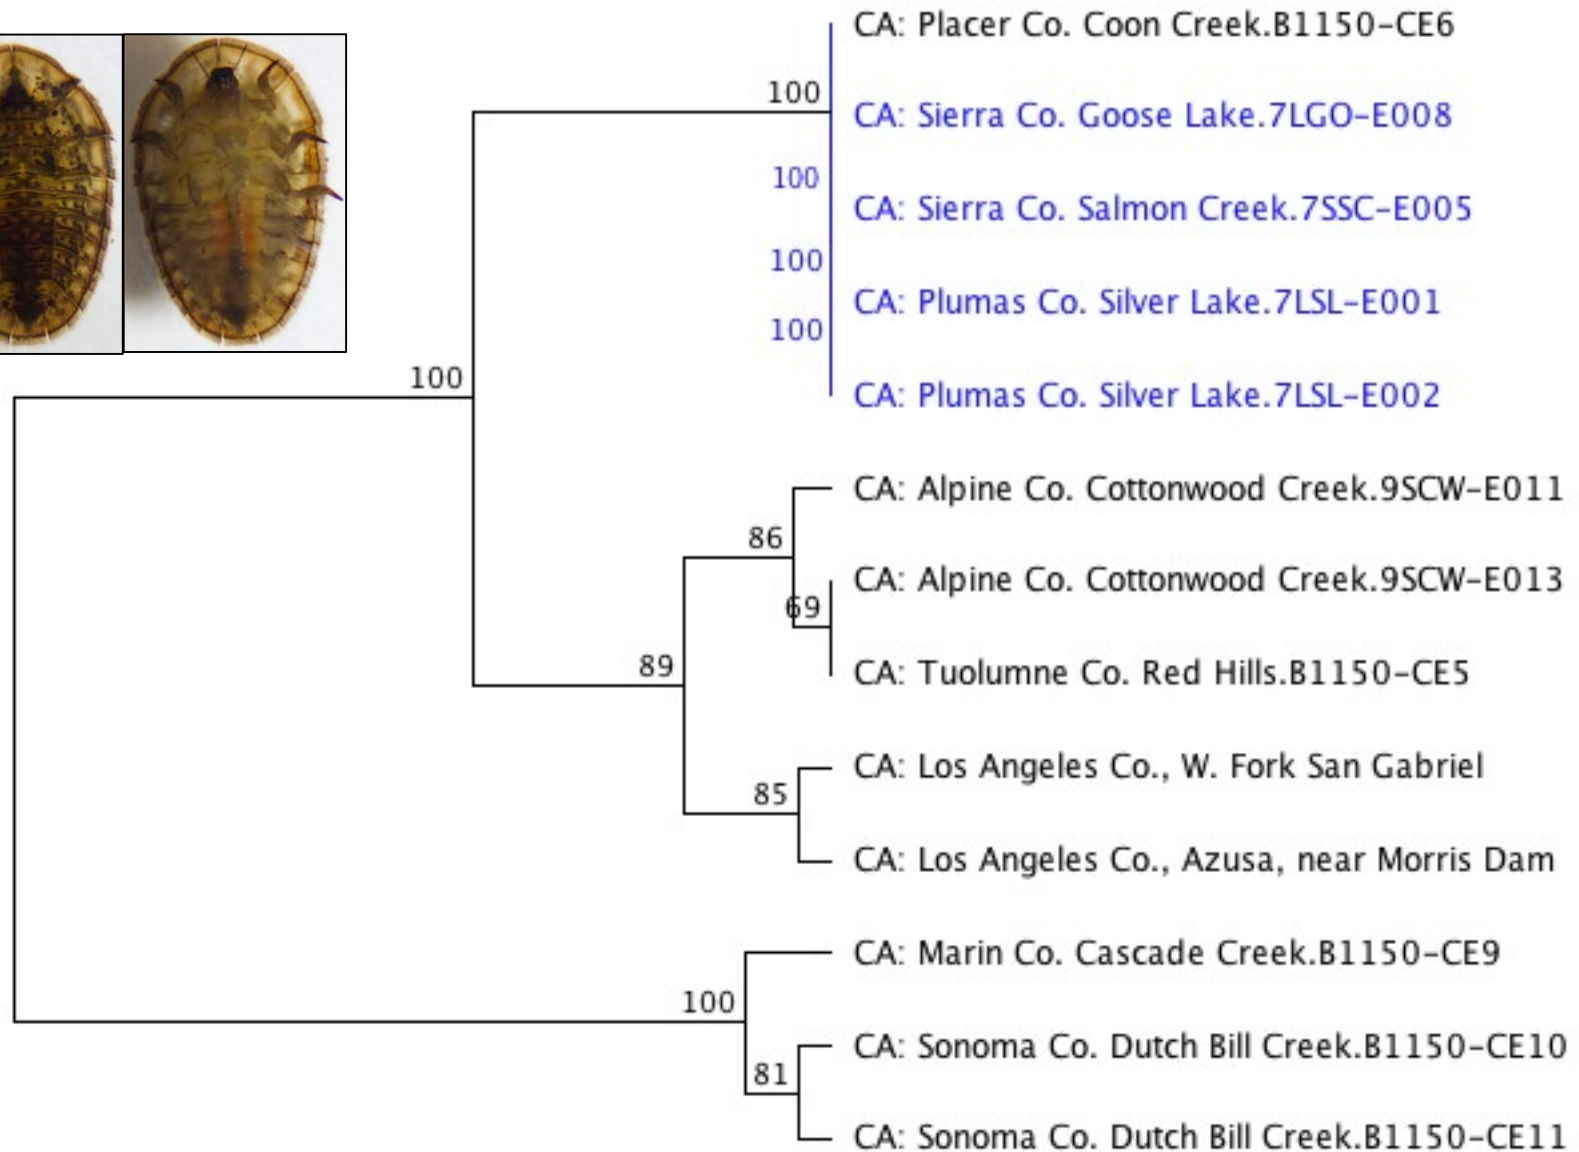 CA: Placer Co. Coon Creek.B1150-CE6
100
CA: Sierra Co. Goose Lake.7LGO-E008
100
CA: Sierra Co. Salmon Creek.7SSC-E005
100
CA: Plumas Co. Silver Lake.7LSL-E001
100
CA: Plumas Co. Silver Lake.7LSL-E002
100
CA: Alpine Co. Cottonwood Creek.9SCW-E011
86
CA: Alpine Co. Cottonwood Creek.9SCW-E013
69
CA: Tuolumne Co. Red Hills.B1150-CE5
89
CA: Los Angeles Co., W. Fork San Gabriel
85
CA: Los Angeles Co., Azusa, near Morris Dam
CA: Marin Co. Cascade Creek.B1150-CE9
100
CA: Sonoma Co. Dutch Bill Creek.B1150-CE10
81
CA: Sonoma Co. Dutch Bill Creek.B1150-CE11